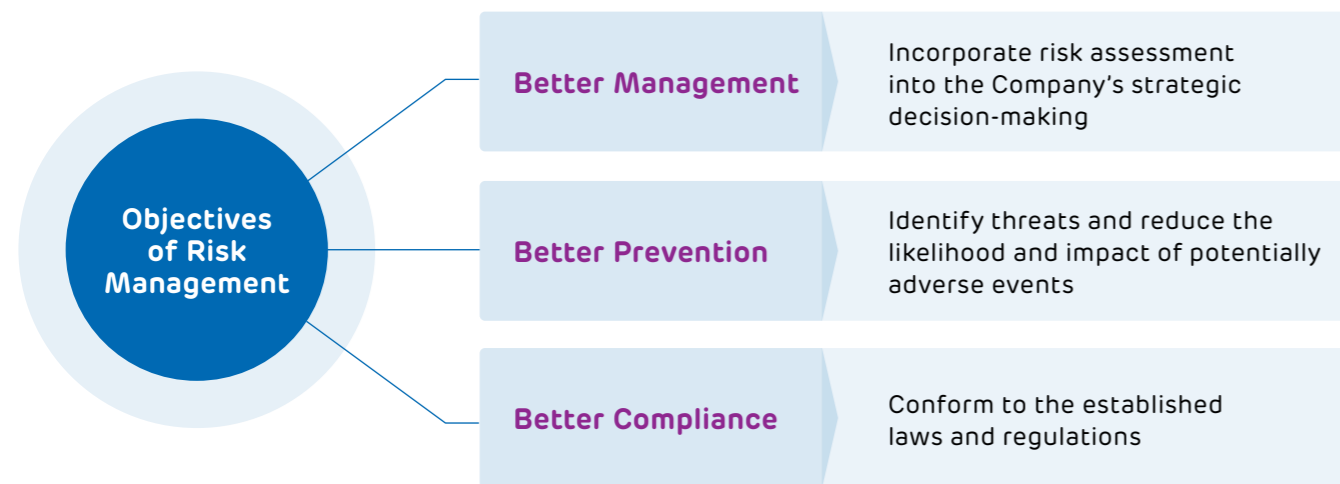 Objectives
of Risk
Management
Better Management
Incorporate risk assessment
into the Company’s strategic
decision-making
Better Prevention
Identify threats and reduce the
likelihood and impact of potentially
adverse events
Better Compliance
Conform to the established
laws and regulations